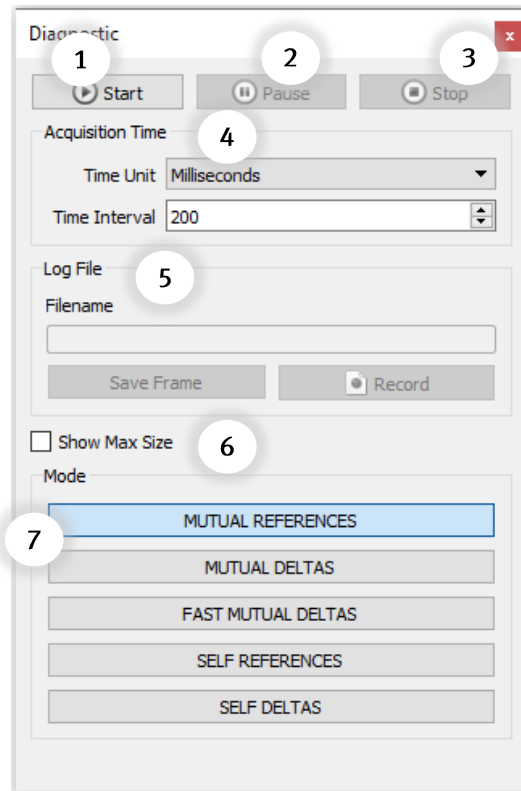 Diagnostic
x
1
2
3
Start
Pause
Stop
Acquisition Time
4
Time Unit Milliseconds
Time Interval 200
Log File
5
Filename
Save Frame
Record
Show Max Size
6
Mode
7
MUTUAL REFERENCES
MUTUAL DELTAS
FAST MUTUAL DELTAS
SELF REFERENCES
SELF DELTAS